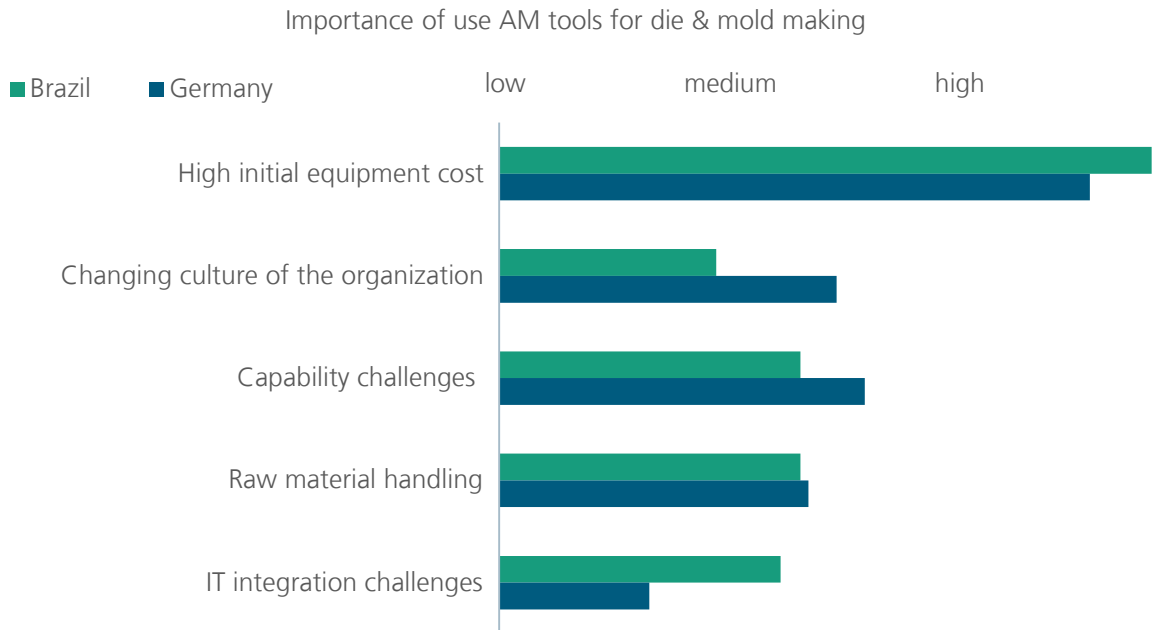 Importance of use AM tools for die & mold making
Brazil Germany low medium high
High initial equipment cost
Changing culture of the organization
Capability challenges
Raw material handling
IT integration challenges